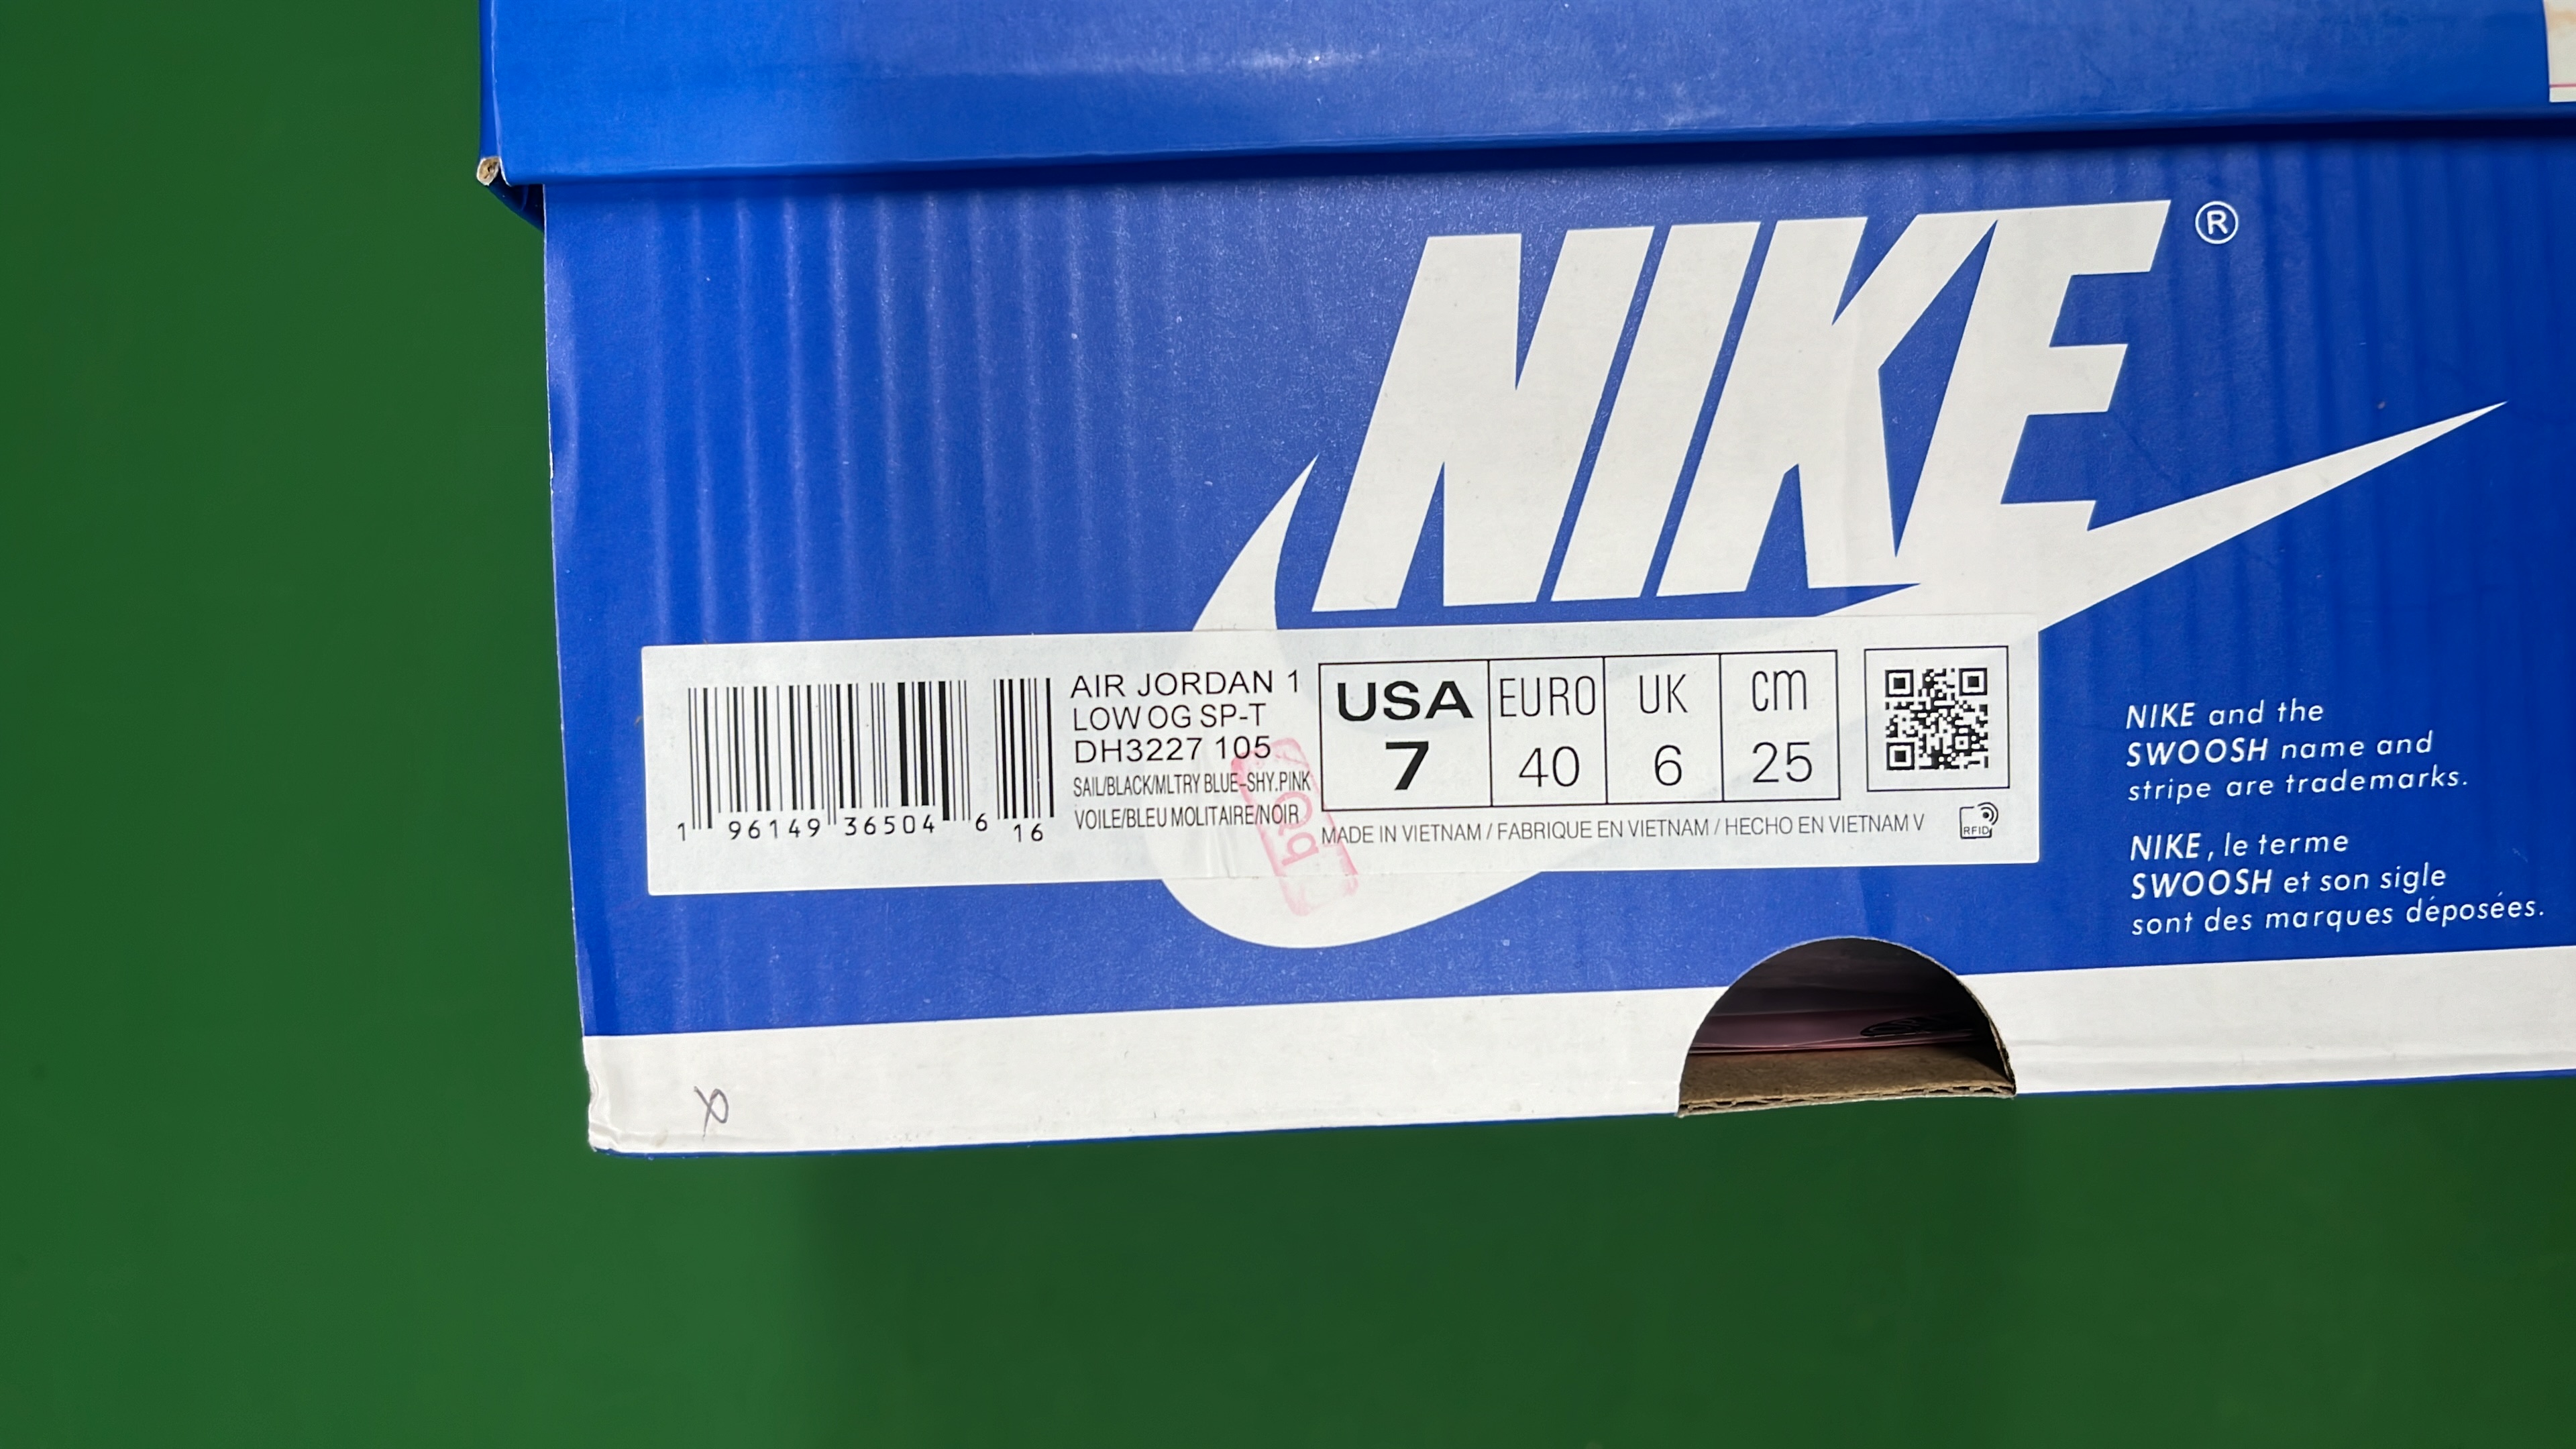 NIKE®
AIR JORDAN 1
LOW OG SP-T
DH3227 105
SAIL/BLACK/MLTRY BLUE-SHY.PINK
VOILE/BLEU MOLITAIRE/NOIR
1 96149 36504 6 16
USA EURO UK cm
7 40 6 25
MADE IN VIETNAM / FABRIQUE EN VIETNAM / HECHO EN VIETNAM V
RFID
NIKE and the
SWOOSH name and
stripe are trademarks.
NIKE, le terme
SWOOSH et son sigle
sont des marques déposées.